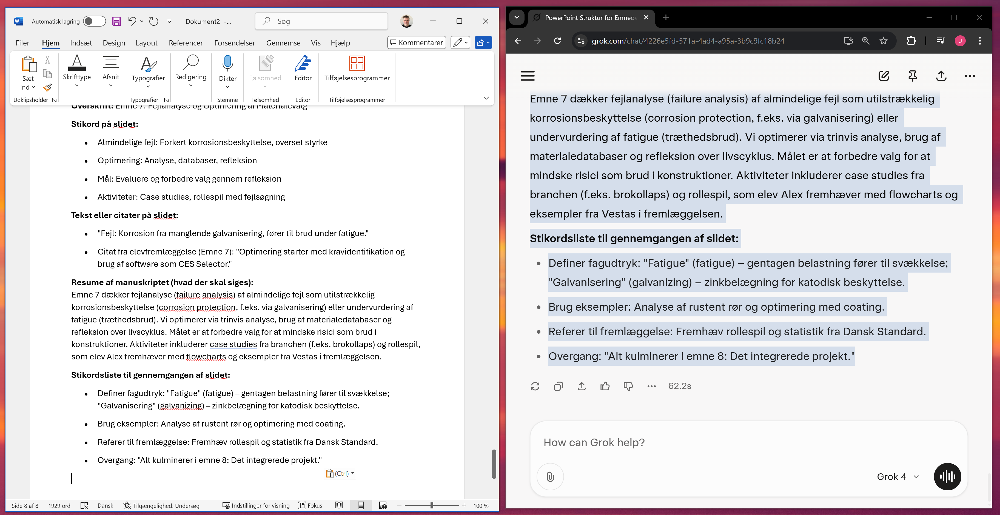 Automatisk lagring
Dokument2 -...
Søg
Filer
Hjem
Indsæt
Design
Layout
Referencer
Forsendelser
Gennemse
Vis
Hjælp
Kommentarer
Sæt
ind
Skrifttype
Afsnit
Typografier
Redigering
Dikter
Følsomhed
Editor
Tilføjelsesprogrammer
Udklipsholder
Typografier
Stemme
Følsomhed
Editor
Tilføjelsesprogrammer
Overskrift: Emne 7: Fejlanalyse og Optimering af Materialevalg
Stikord på slidet:
• Almindelige fejl: Forkert korrosionsbeskyttelse, overset styrke
• Optimering: Analyse, databaser, refleksion
• Mål: Evaluere og forbedre valg gennem refleksion
• Aktiviteter: Case studies, rollespil med fejlsøgning
Tekst eller citater på slidet:
• "Fejl: Korrosion fra manglende galvanisering, fører til brud under fatigue."
• Citat fra elevfremlæggelse (Emne 7): "Optimering starter med kravidentifikation og
brug af software som CES Selector."
Resume af manuskriptet (hvad der skal siges):
Emne 7 dækker fejlanalyse (failure analysis) af almindelige fejl som utilstrækkelig
korrosionsbeskyttelse (corrosion protection, f.eks. via galvanisering) eller undervurdering af
fatigue (træthedsbrud). Vi optimerer via trinvis analyse, brug af materialedatabaser og
refleksion over livscyklus. Målet er at forbedre valg for at mindske risici som brud i
konstruktioner. Aktiviteter inkluderer case studies fra branchen (f.eks. brokollaps) og rollespil,
som elev Alex fremhæver med flowcharts og eksempler fra Vestas i fremlæggelsen.
Stikordsliste til gennemgangen af slidet:
• Definer fagudtryk: "Fatigue" (fatigue) – gentagen belastning fører til svækkelse;
"Galvanisering" (galvanizing) – zinkbelægning for katodisk beskyttelse.
• Brug eksempler: Analyse af rustent rør og optimering med coating.
• Referer til fremlæggelse: Fremhæv rollespil og statistik fra Dansk Standard.
• Overgang: "Alt kulminerer i emne 8: Det integrerede projekt."
(Ctrl)
Side 8 af 8
1929 ord
Dansk
Tilgængelighed: Undersøg
Indstillinger for visning
Fokus
100 %
PowerPoint Struktur for Emneov
grok.com/chat/4226e5fd-571a-4ad4-a95a-3b9c9fc18b24
J
Emne 7 dækker fejlanalyse (failure analysis) af almindelige fejl som utilstrækkelig
korrosionsbeskyttelse (corrosion protection, f.eks. via galvanisering) eller
undervurdering af fatigue (træthedsbrud). Vi optimerer via trinvis analyse, brug af
materialedatabaser og refleksion over livscyklus. Målet er at forbedre valg for at
mindske risici som brud i konstruktioner. Aktiviteter inkluderer case studies fra
branchen (f.eks. brokollaps) og rollespil, som elev Alex fremhæver med flowcharts og
eksempler fra Vestas i fremlæggelsen.
Stikordsliste til gennemgangen af slidet:
• Definer fagudtryk: "Fatigue" (fatigue) – gentagen belastning fører til svækkelse;
"Galvanisering" (galvanizing) – zinkbelægning for katodisk beskyttelse.
• Brug eksempler: Analyse af rustent rør og optimering med coating.
• Referer til fremlæggelse: Fremhæv rollespil og statistik fra Dansk Standard.
• Overgang: "Alt kulminerer i emne 8: Det integrerede projekt."
62.2s
How can Grok help?
Grok 4